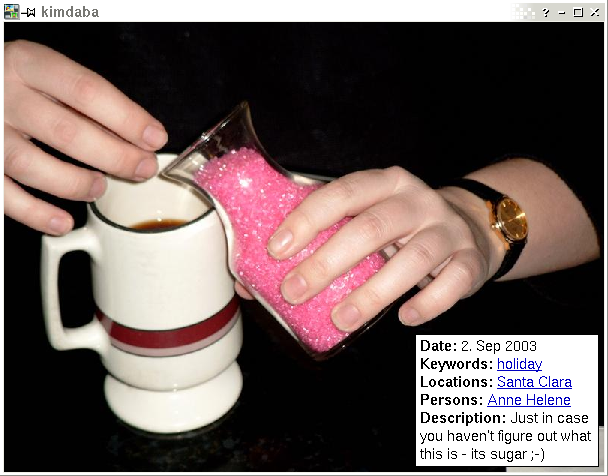 kimdaba
Date: 2. Sep 2003
Keywords: holiday
Locations: Santa Clara
Persons: Anne Helene
Description: Just in case
you haven't figure out what
this is - its sugar ;-)